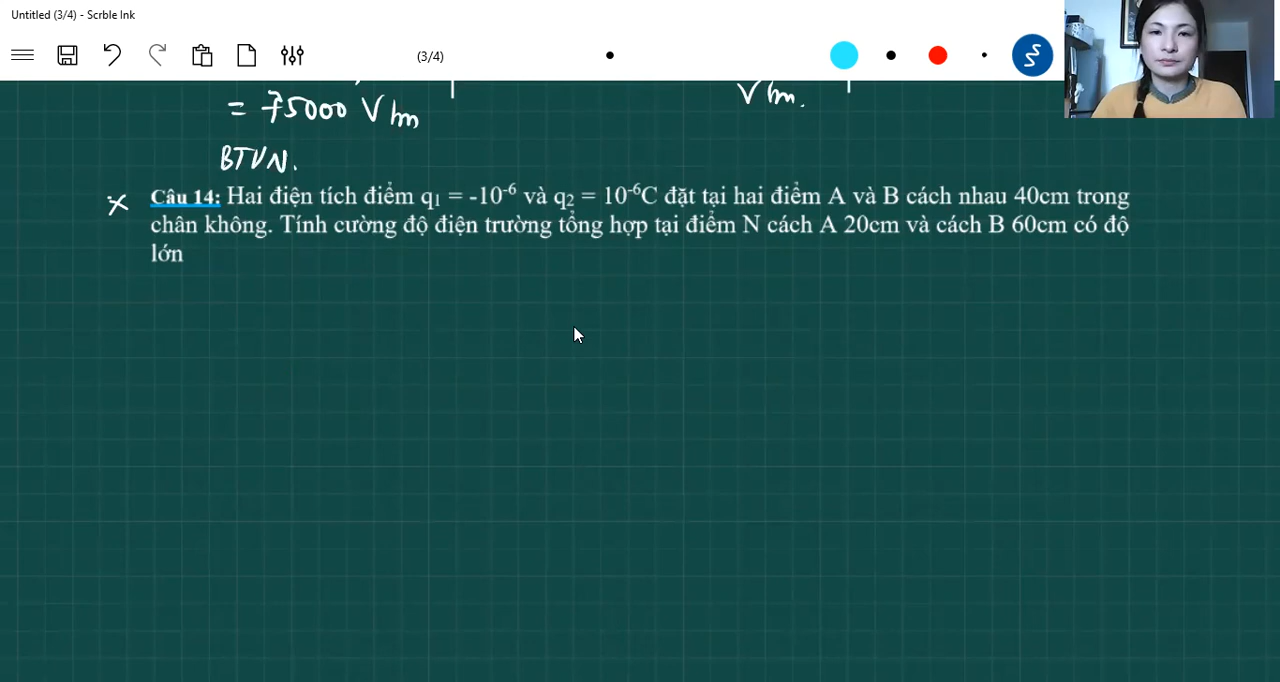 Untitled (3/4) - Scrble Ink
(3/4)
= 75000 V/m
V/m.
BTVN.
Câu 14: Hai điện tích điểm q₁ = -10⁻⁶ và q₂ = 10⁻⁶C đặt tại hai điểm A và B cách nhau 40cm trong
chân không. Tính cường độ điện trường tổng hợp tại điểm N cách A 20cm và cách B 60cm có độ
lớn